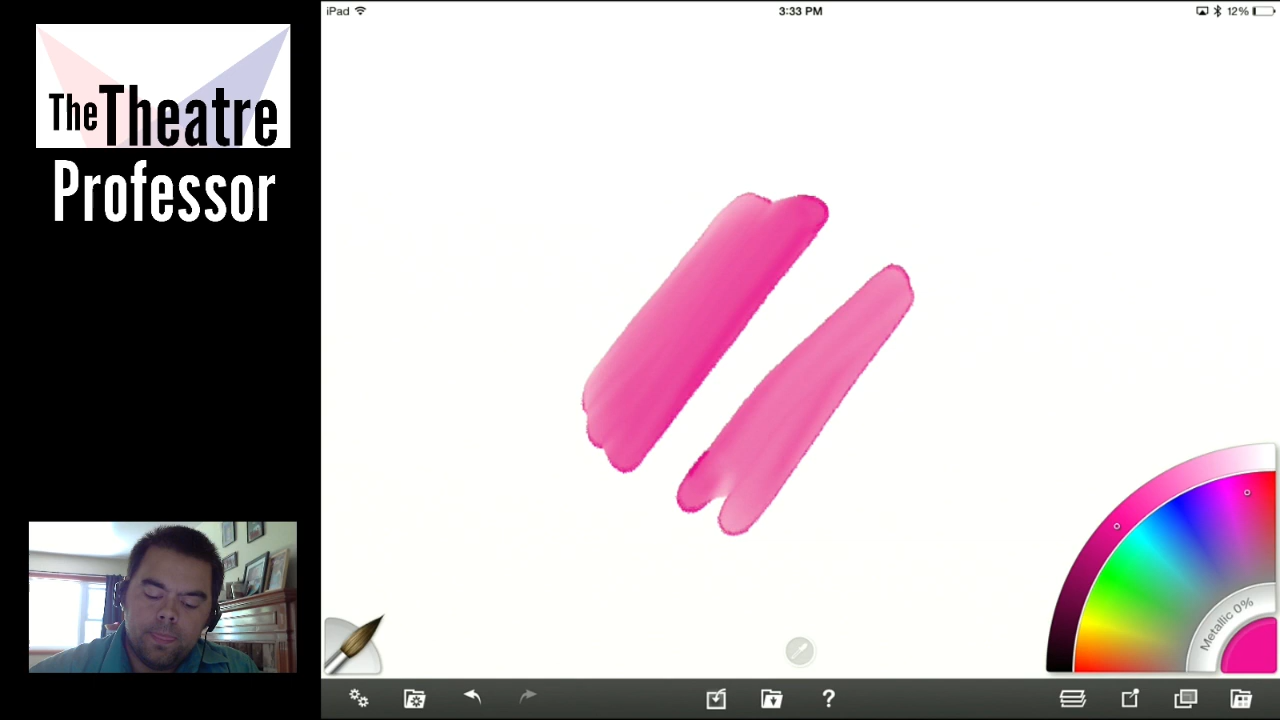 The Theatre
Professor
iPad
3:33 PM
12%
Metallic 0%
?